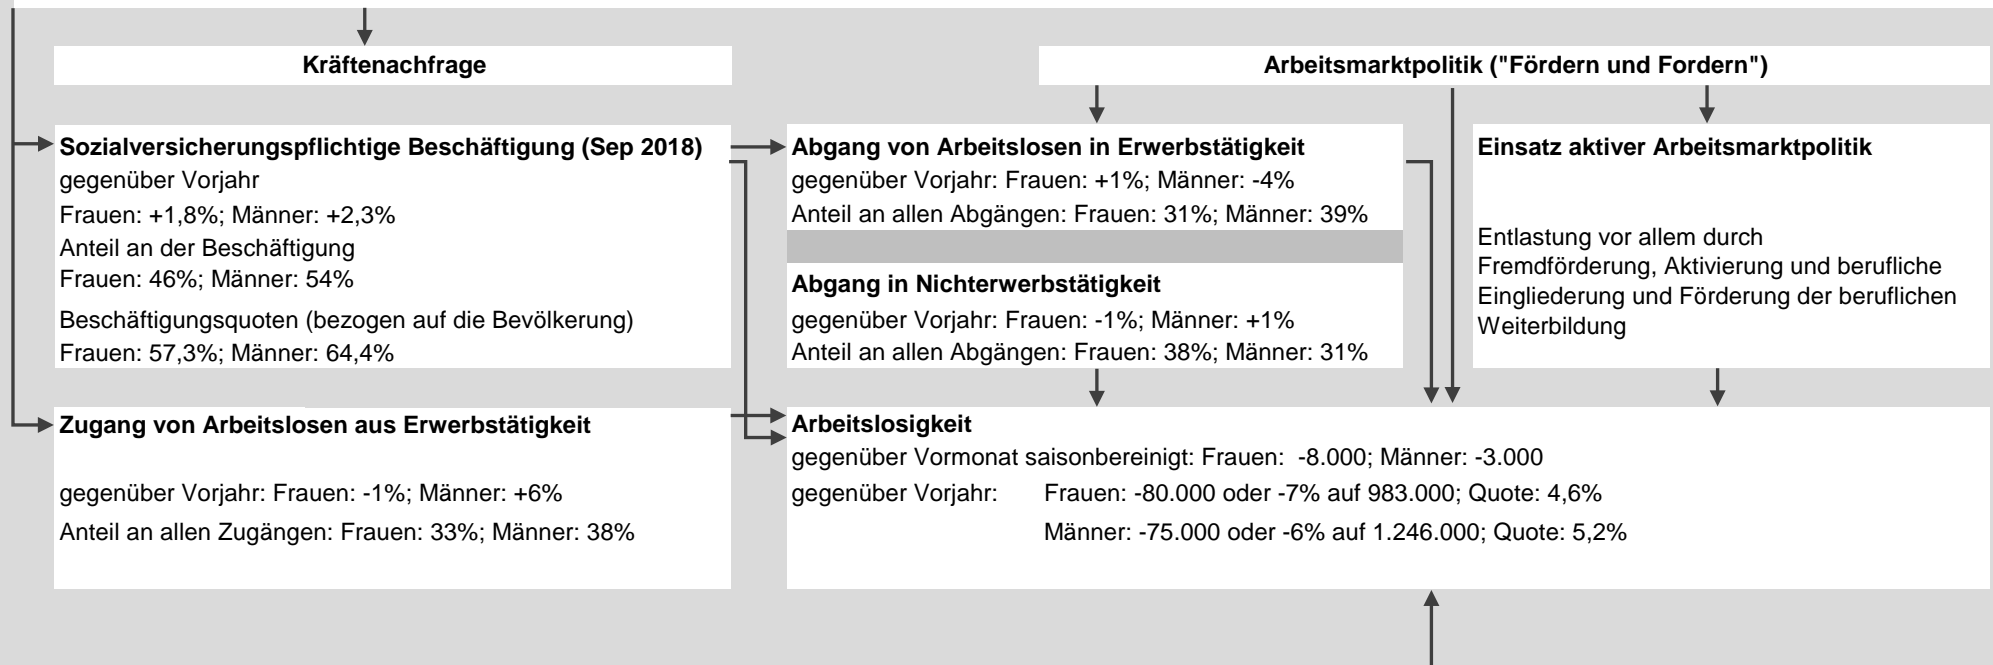 Kräftenachfrage
Arbeitsmarktpolitik ("Fördern und Fordern")
Sozialversicherungspflichtige Beschäftigung (Sep 2018)
gegenüber Vorjahr
Frauen: +1,8%; Männer: +2,3%
Anteil an der Beschäftigung
Frauen: 46%; Männer: 54%
Beschäftigungsquoten (bezogen auf die Bevölkerung)
Frauen: 57,3%; Männer: 64,4%
Abgang von Arbeitslosen in Erwerbstätigkeit
gegenüber Vorjahr: Frauen: +1%; Männer: -4%
Anteil an allen Abgängen: Frauen: 31%; Männer: 39%
Abgang in Nichterwerbstätigkeit
gegenüber Vorjahr: Frauen: -1%; Männer: +1%
Anteil an allen Abgängen: Frauen: 38%; Männer: 31%
Einsatz aktiver Arbeitsmarktpolitik
Entlastung vor allem durch
Fremdförderung, Aktivierung und berufliche
Eingliederung und Förderung der beruflichen
Weiterbildung
Zugang von Arbeitslosen aus Erwerbstätigkeit
gegenüber Vorjahr: Frauen: -1%; Männer: +6%
Anteil an allen Zugängen: Frauen: 33%; Männer: 38%
Arbeitslosigkeit
gegenüber Vormonat saisonbereinigt: Frauen: -8.000; Männer: -3.000
gegenüber Vorjahr: Frauen: -80.000 oder -7% auf 983.000; Quote: 4,6%
Männer: -75.000 oder -6% auf 1.246.000; Quote: 5,2%